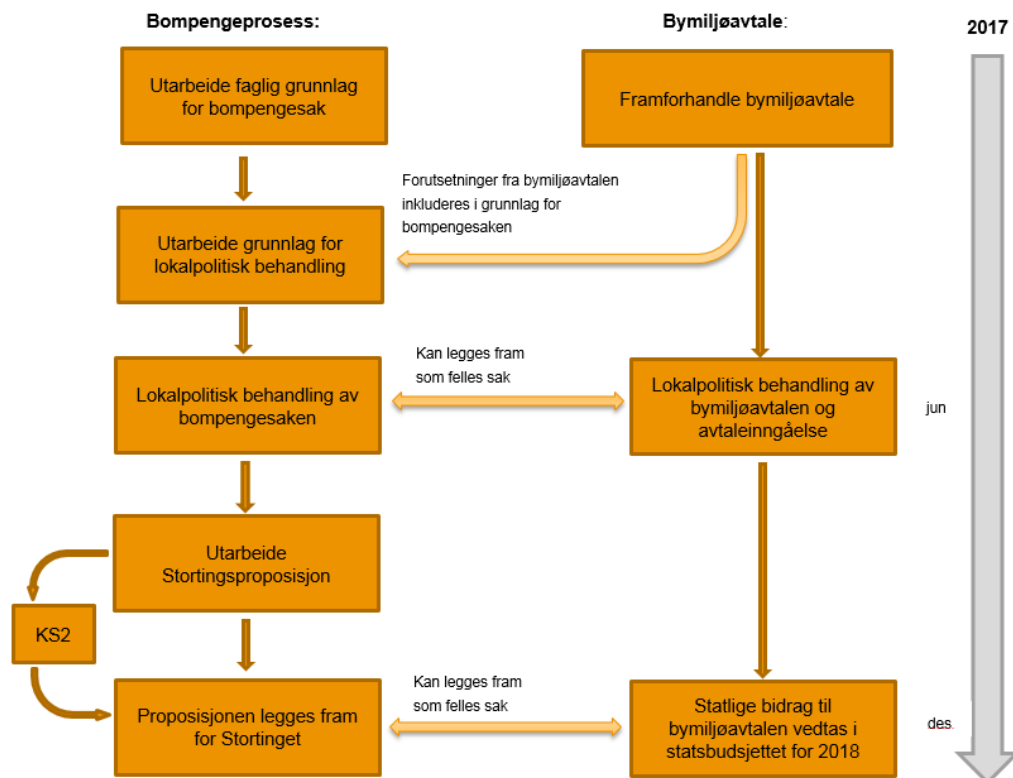 Bompengeprosess:
Bymiljøavtale:
2017
Utarbeide faglig grunnlag
for bompengesak
Framforhandle bymiljøavtale
Forutsetninger fra bymiljøavtalen
inkluderes i grunnlag for
bompengesaken
Utarbeide grunnlag for
lokalpolitisk behandling
Kan legges fram
som felles sak
Lokalpolitisk behandling av
bompengesaken
Lokalpolitisk behandling av
bymiljøavtalen og
avtaleinngåelse
jun
Utarbeide
Stortingsproposisjon
KS2
Kan legges fram
som felles sak
Proposisjonen legges fram
for Stortinget
Statlige bidrag til
bymiljøavtalen vedtas i
statsbudsjettet for 2018
des.